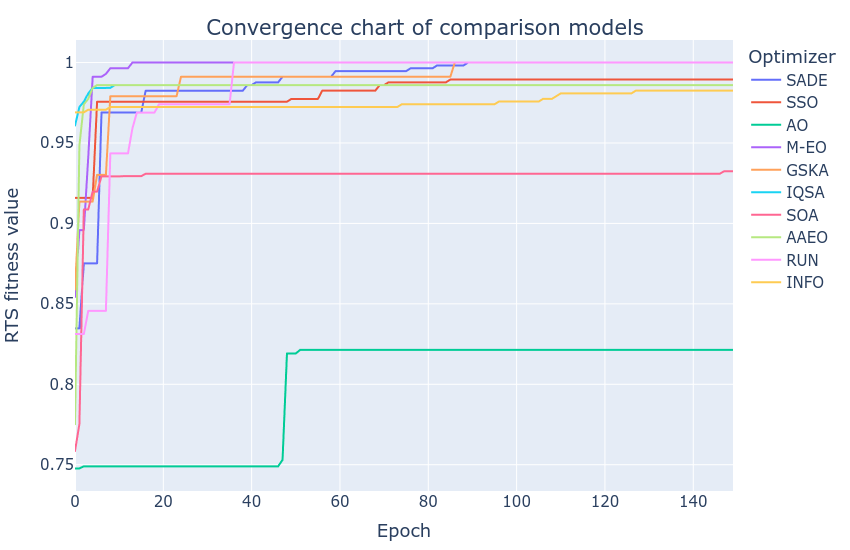 Convergence chart of comparison models
RTS fitness value
1
0.95
0.9
0.85
0.8
0.75
0
20
40
60
80
100
120
140
Epoch
Optimizer
SADE
SSO
AO
M-EO
GSKA
IQSA
SOA
AAEO
RUN
INFO